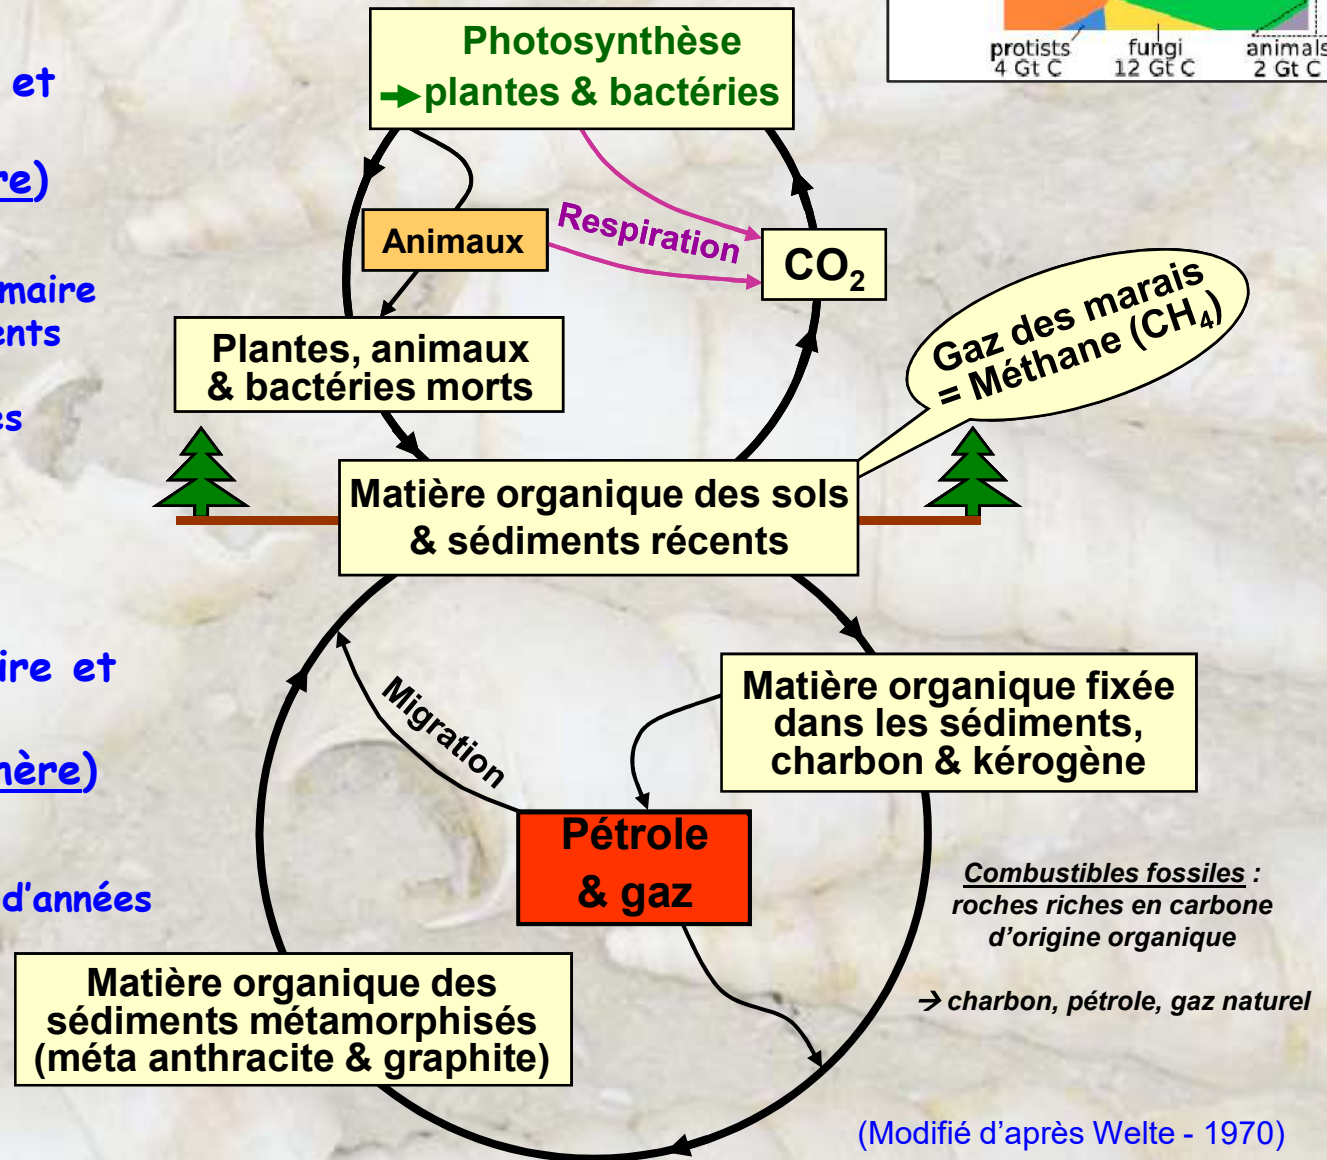 protists
4 Gt C
fungi
12 Gt C
animals
2 Gt C
Photosynthèse
➔ plantes & bactéries
et
re)
maire
ents
es
Animaux
Respiration
CO₂
Gaz des marais
= Méthane (CH₄)
Plantes, animaux
& bactéries morts
Matière organique des sols
& sédiments récents
ire et
nère)
d'années
Migration
Matière organique fixée
dans les sédiments,
charbon & kérogène
Pétrole
& gaz
Combustibles fossiles :
roches riches en carbone
d'origine organique
→ charbon, pétrole, gaz naturel
Matière organique des
sédiments métamorphisés
(méta anthracite & graphite)
(Modifié d'après Welte - 1970)